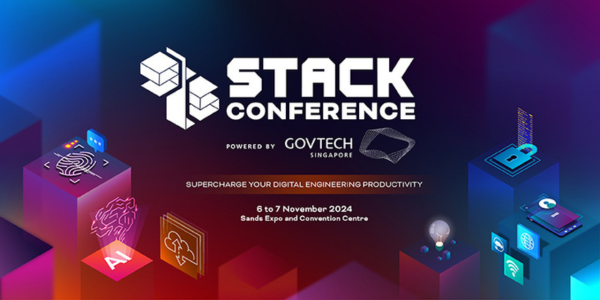 STACK
CONFERENCE
POWERED BY GOVTECH
SINGAPORE
SUPERCHARGE YOUR DIGITAL ENGINEERING PRODUCTIVITY
6 to 7 November 2024
Sands Expo and Convention Centre
AI